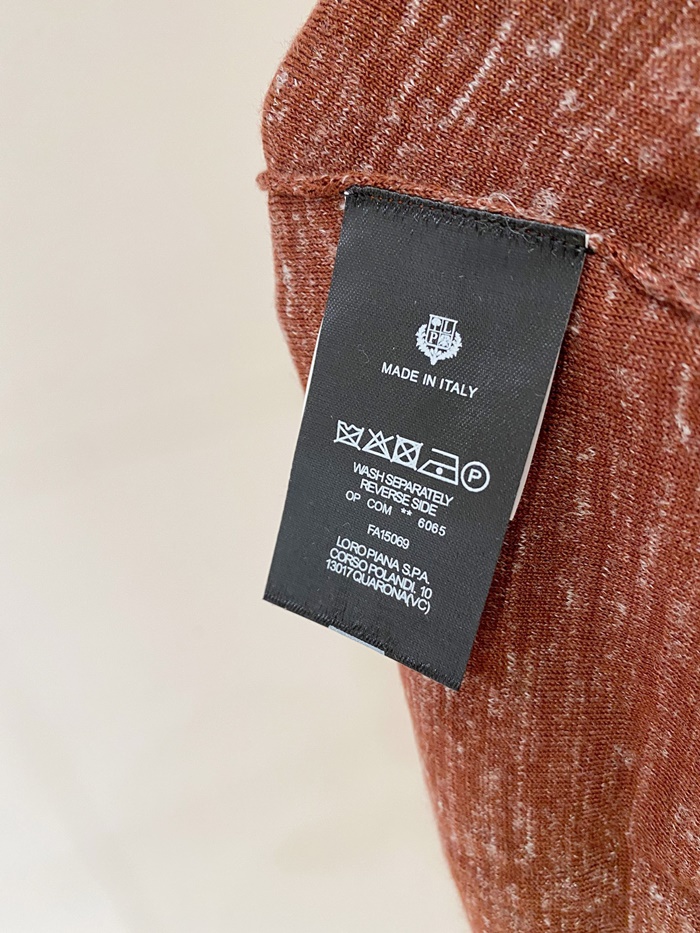 L
P
MADE IN ITALY
P
WASH SEPARATELY
REVERSE SIDE
OP COM ** 6065
FA15069
LORO PIANA S.P.A.
CORSO POLANDI, 10
13017 QUARONA(VC)